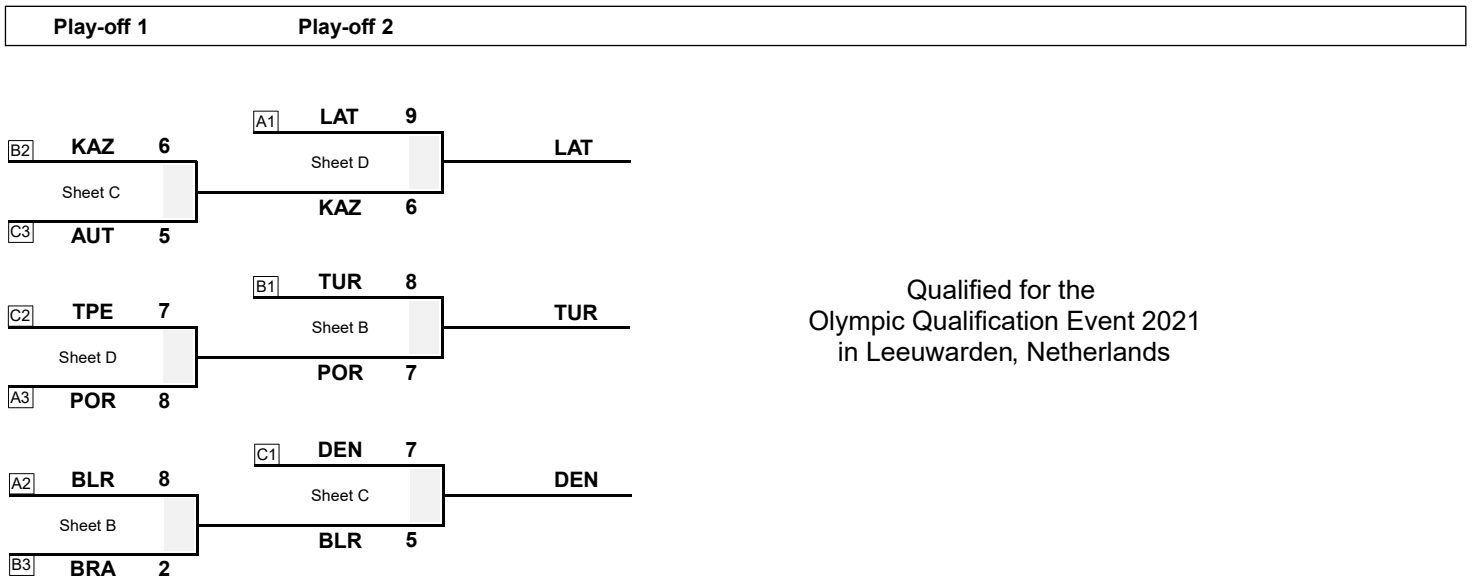 Play-off 1 Play-off 2
A1 LAT 9
B2 KAZ 6
Sheet D
LAT
Sheet C
KAZ 6
C3 AUT 5
B1 TUR 8
C2 TPE 7
Sheet B
TUR
Sheet D
POR 7
A3 POR 8
C1 DEN 7
A2 BLR 8
Sheet C
DEN
Sheet B
BLR 5
B3 BRA 2
Qualified for the
Olympic Qualification Event 2021
in Leeuwarden, Netherlands